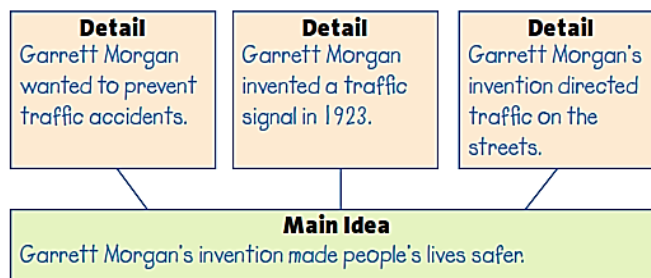 Detail
Garrett Morgan
wanted to prevent
traffic accidents.
Detail
Garrett Morgan
invented a traffic
signal in 1923.
Detail
Garrett Morgan's
invention directed
traffic on the
streets.
Main Idea
Garrett Morgan's invention made people's lives safer.